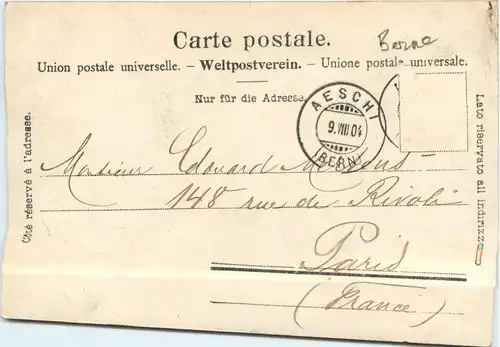 Carte postale.
Berne
Union postale universelle. – Weltpostverein. – Unione postale universale.
Nur für die Adresse.
AESCHI
9.VIII.04
(BERN)
Côté réservé à l'adresse.
Lato riservato all indirizzo
Monsieur Edouard
148 rue de Rivoli
Paris
(France)